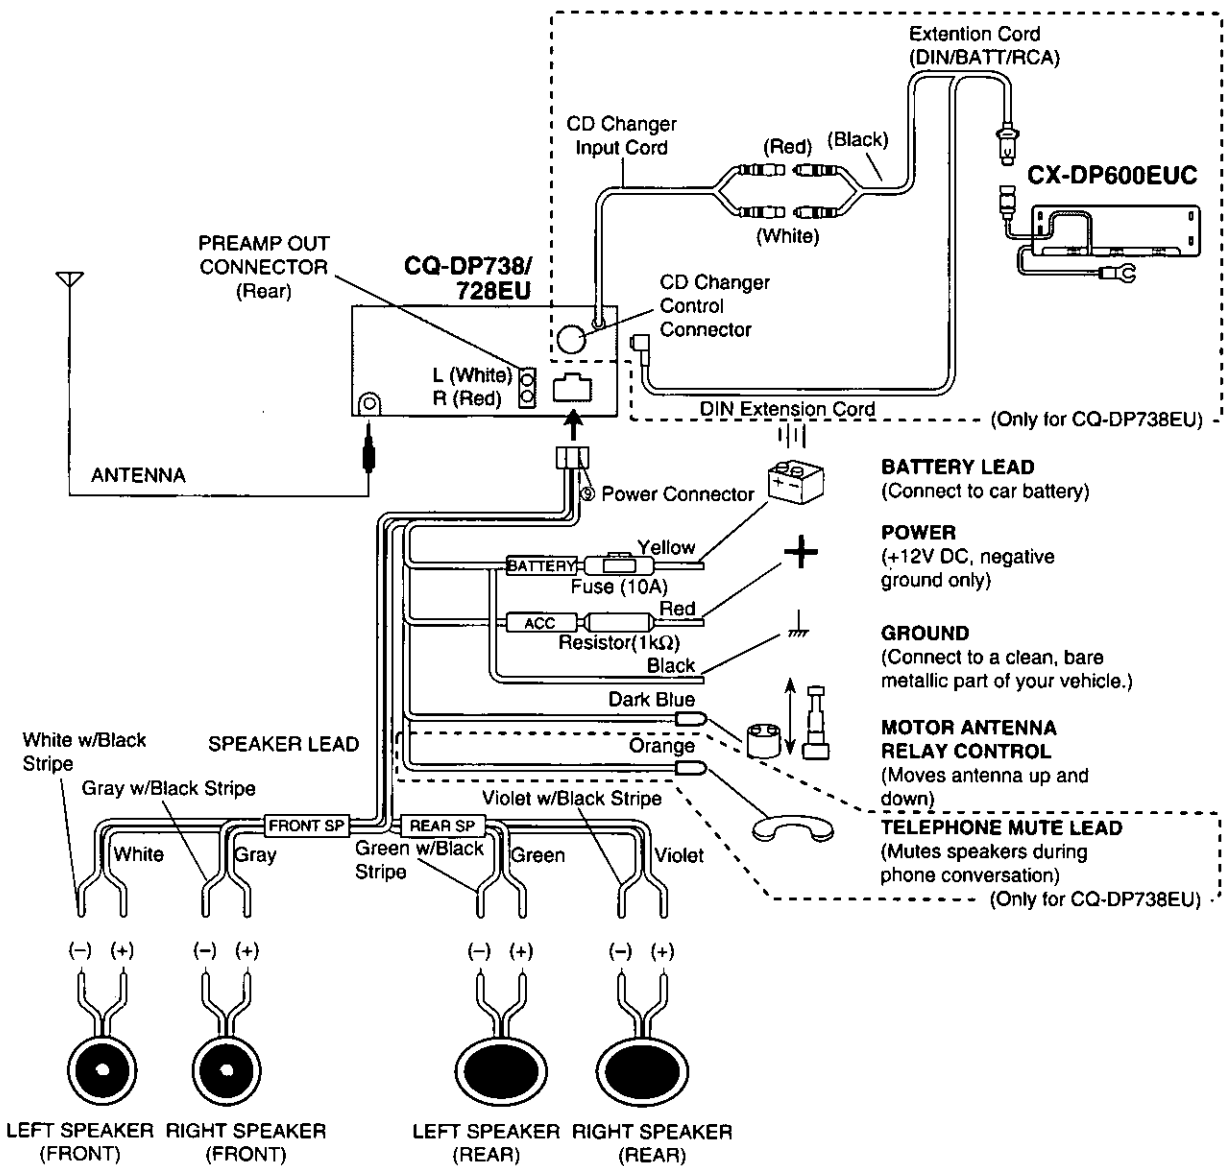 Extention Cord
(DIN/BATT/RCA)
CD Changer
Input Cord
(Red)
(Black)
(White)
CX-DP600EUC
PREAMP OUT
CONNECTOR
(Rear)
CQ-DP738/
728EU
CD Changer
Control
Connector
L (White)
R (Red)
DIN Extension Cord
(Only for CQ-DP738EU)
ANTENNA
⑨ Power Connector
BATTERY LEAD
(Connect to car battery)
Yellow
BATTERY
Fuse (10A)
POWER
(+12V DC, negative
ground only)
Red
ACC
Resistor(1kΩ)
Black
GROUND
(Connect to a clean, bare
metallic part of your vehicle.)
Dark Blue
MOTOR ANTENNA
RELAY CONTROL
(Moves antenna up and
down)
Orange
TELEPHONE MUTE LEAD
(Mutes speakers during
phone conversation)
(Only for CQ-DP738EU)
SPEAKER LEAD
White w/Black
Stripe
Gray w/Black Stripe
Violet w/Black Stripe
FRONT SP
REAR SP
White
Gray
Green w/Black
Stripe
Green
Violet
(−) (+) (−) (+) (−) (+) (−) (+)
LEFT SPEAKER
(FRONT)
RIGHT SPEAKER
(FRONT)
LEFT SPEAKER
(REAR)
RIGHT SPEAKER
(REAR)